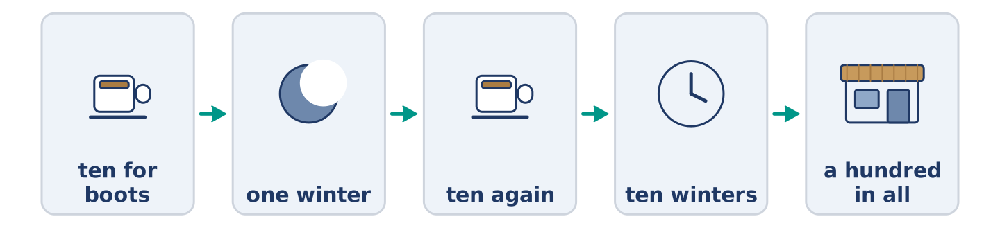 ten for
boots
one winter
ten again
ten winters
a hundred
in all